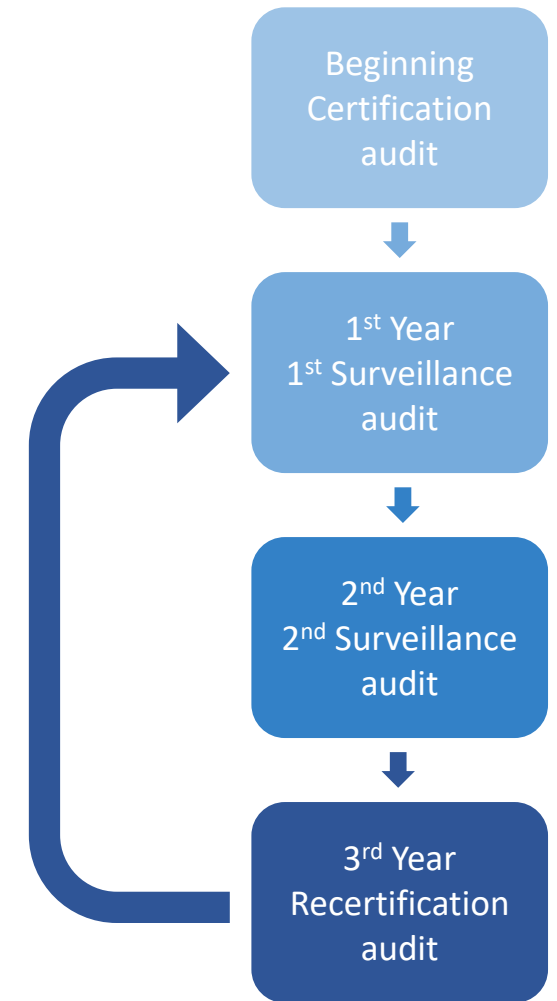 Beginning
Certification
audit
1st Year
1st Surveillance
audit
2nd Year
2nd Surveillance
audit
3rd Year
Recertification
audit